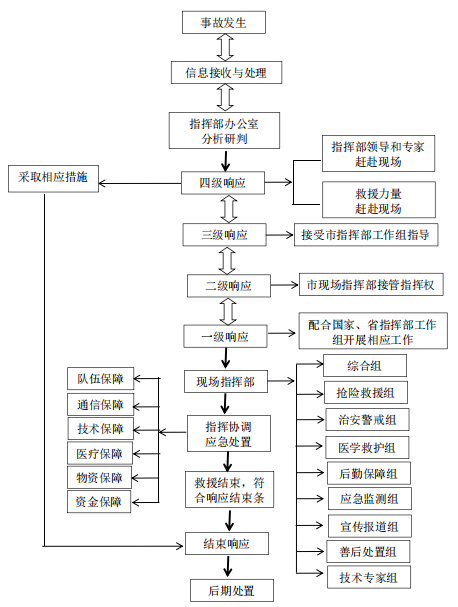 事故发生
信息接收与处理
指挥部办公室
分析研判
指挥部领导和专家
赶赴现场
采取相应措施
四级响应
救援力量
赶赴现场
三级响应
接受市指挥部工作组指导
二级响应
市现场指挥部接管指挥权
一级响应
配合国家、省指挥部工作
组开展相应工作
现场指挥部
综合组
队伍保障
抢险救援组
通信保障
指挥协调
应急处置
治安警戒组
技术保障
医疗保障
医学救护组
物资保障
救援结束，符
合响应结束条
后勤保障组
资金保障
应急监测组
宣传报道组
结束响应
善后处置组
技术专家组
后期处置